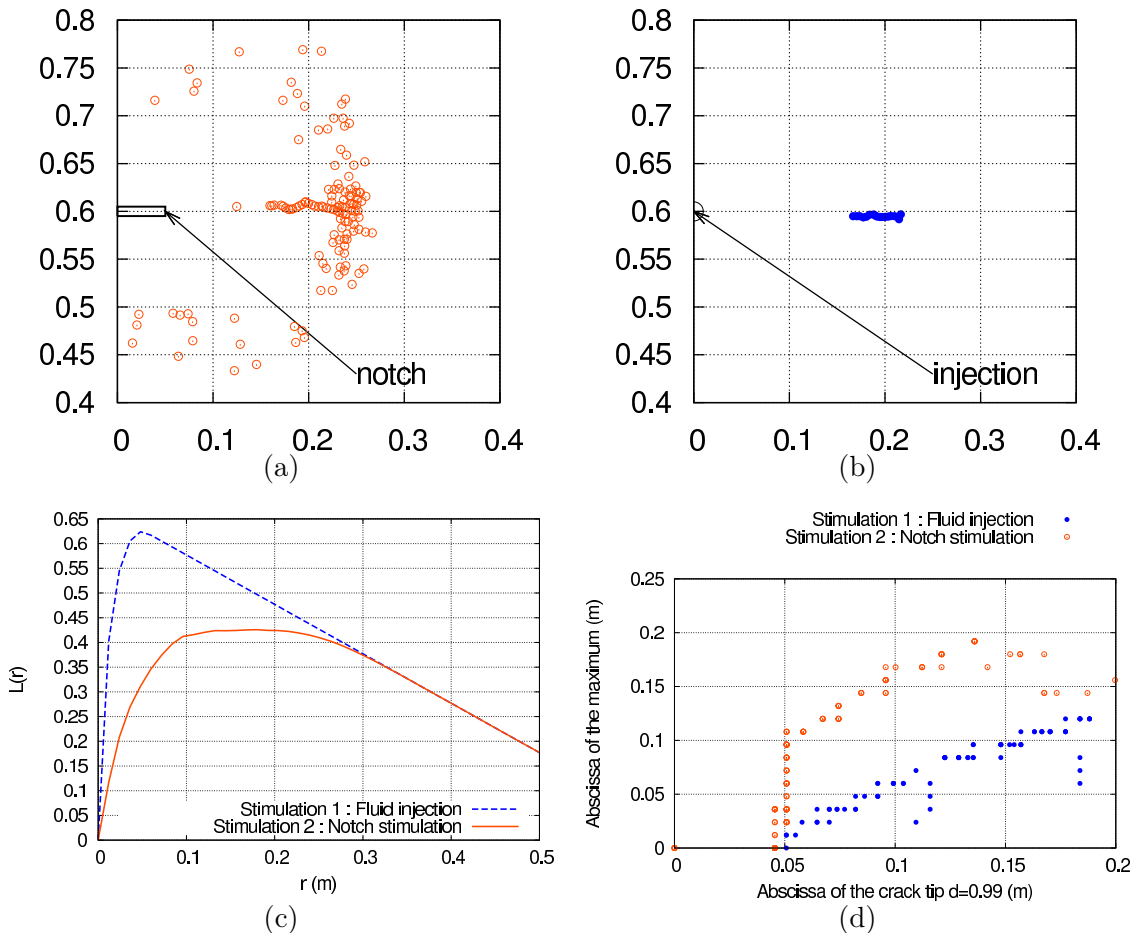 0.8
0.75
0.7
0.65
0.6
0.55
0.5
0.45
0.4
notch
0 0.1 0.2 0.3 0.4
(a)
0.8
0.75
0.7
0.65
0.6
0.55
0.5
0.45
0.4
injection
0 0.1 0.2 0.3 0.4
(b)
0.65
0.6
0.55
0.5
0.45
0.4
0.35
0.3
0.25
0.2
0.15
0.1
0.05
0
L(r)
Stimulation 1 : Fluid injection
Stimulation 2 : Notch stimulation
0 0.1 0.2 0.3 0.4 0.5
r (m)
(c)
Stimulation 1 : Fluid injection
Stimulation 2 : Notch stimulation
0.25
0.2
0.15
0.1
0.05
0
Abscissa of the maximum (m)
0 0.05 0.1 0.15 0.2
Abscissa of the crack tip d=0.99 (m)
(d)